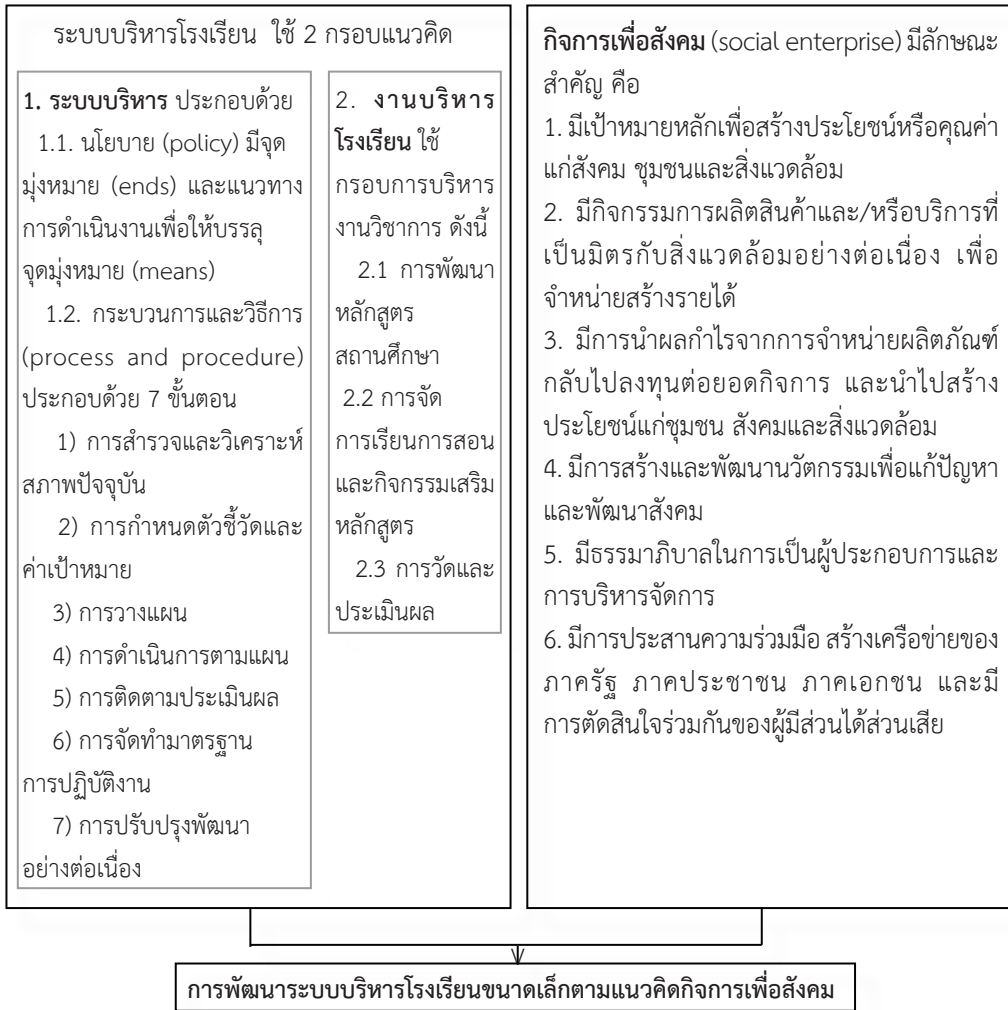 ระบบบริหารโรงเรียน ใช้ 2 กรอบแนวคิด
1. ระบบบริหาร ประกอบด้วย
1.1. นโยบาย (policy) มีจุด
มุ่งหมาย (ends) และแนวทาง
การดำเนินงานเพื่อให้บรรลุ
จุดมุ่งหมาย (means)
1.2. กระบวนการและวิธีการ
(process and procedure)
ประกอบด้วย 7 ขั้นตอน
1) การสำรวจและวิเคราะห์
สภาพปัจจุบัน
2) การกำหนดตัวชี้วัดและ
ค่าเป้าหมาย
3) การวางแผน
4) การดำเนินการตามแผน
5) การติดตามประเมินผล
6) การจัดทำมาตรฐาน
การปฏิบัติงาน
7) การปรับปรุงพัฒนา
อย่างต่อเนื่อง
2. งานบริหาร
โรงเรียน ใช้
กรอบการบริหาร
งานวิชาการ ดังนี้
2.1 การพัฒนา
หลักสูตร
สถานศึกษา
2.2 การจัด
การเรียนการสอน
และกิจกรรมเสริม
หลักสูตร
2.3 การวัดและ
ประเมินผล
กิจการเพื่อสังคม (social enterprise) มีลักษณะ
สำคัญ คือ
1. มีเป้าหมายหลักเพื่อสร้างประโยชน์หรือคุณค่า
แก่สังคม ชุมชนและสิ่งแวดล้อม
2. มีกิจกรรมการผลิตสินค้าและ/หรือบริการที่
เป็นมิตรกับสิ่งแวดล้อมอย่างต่อเนื่อง เพื่อ
จำหน่ายสร้างรายได้
3. มีการนำผลกำไรจากการจำหน่ายผลิตภัณฑ์
กลับไปลงทุนต่อยอดกิจการ และนำไปสร้าง
ประโยชน์แก่ชุมชน สังคมและสิ่งแวดล้อม
4. มีการสร้างและพัฒนานวัตกรรมเพื่อแก้ปัญหา
และพัฒนาสังคม
5. มีธรรมาภิบาลในการเป็นผู้ประกอบการและ
การบริหารจัดการ
6. มีการประสานความร่วมมือ สร้างเครือข่ายของ
ภาครัฐ ภาคประชาชน ภาคเอกชน และมี
การตัดสินใจร่วมกันของผู้มีส่วนได้ส่วนเสีย
การพัฒนาระบบบริหารโรงเรียนขนาดเล็กตามแนวคิดกิจการเพื่อสังคม